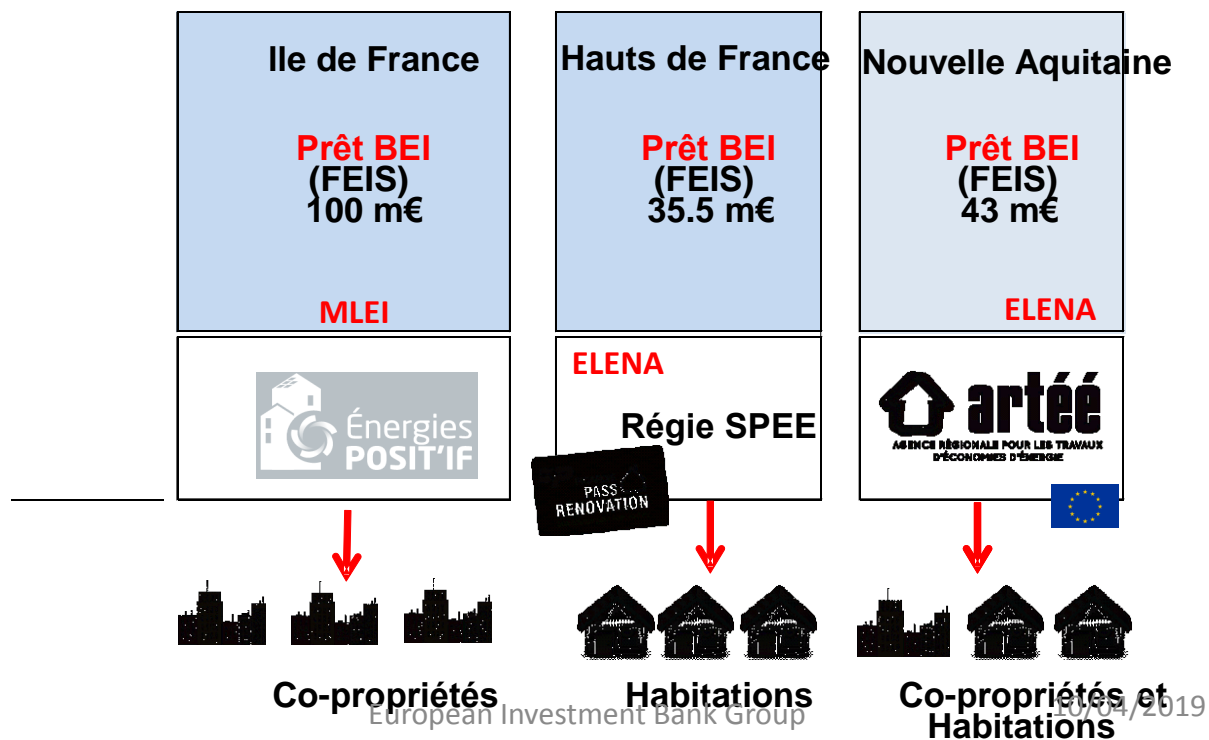 Ile de France
Prêt BEI
(FEIS)
100 m€
MLEI
Énergies
POSIT'IF
Co-propriétés
Hauts de France
Prêt BEI
(FEIS)
35.5 m€
ELENA
Régie SPEE
PASS
RENOVATION
Habitations
Nouvelle Aquitaine
Prêt BEI
(FEIS)
43 m€
ELENA
artéé
AGENCE RÉGIONALE POUR LES TRAVAUX
D'ÉCONOMIES D'ÉNERGIE
Co-propriétés et
Habitations
European Investment Bank Group
10/04/2019